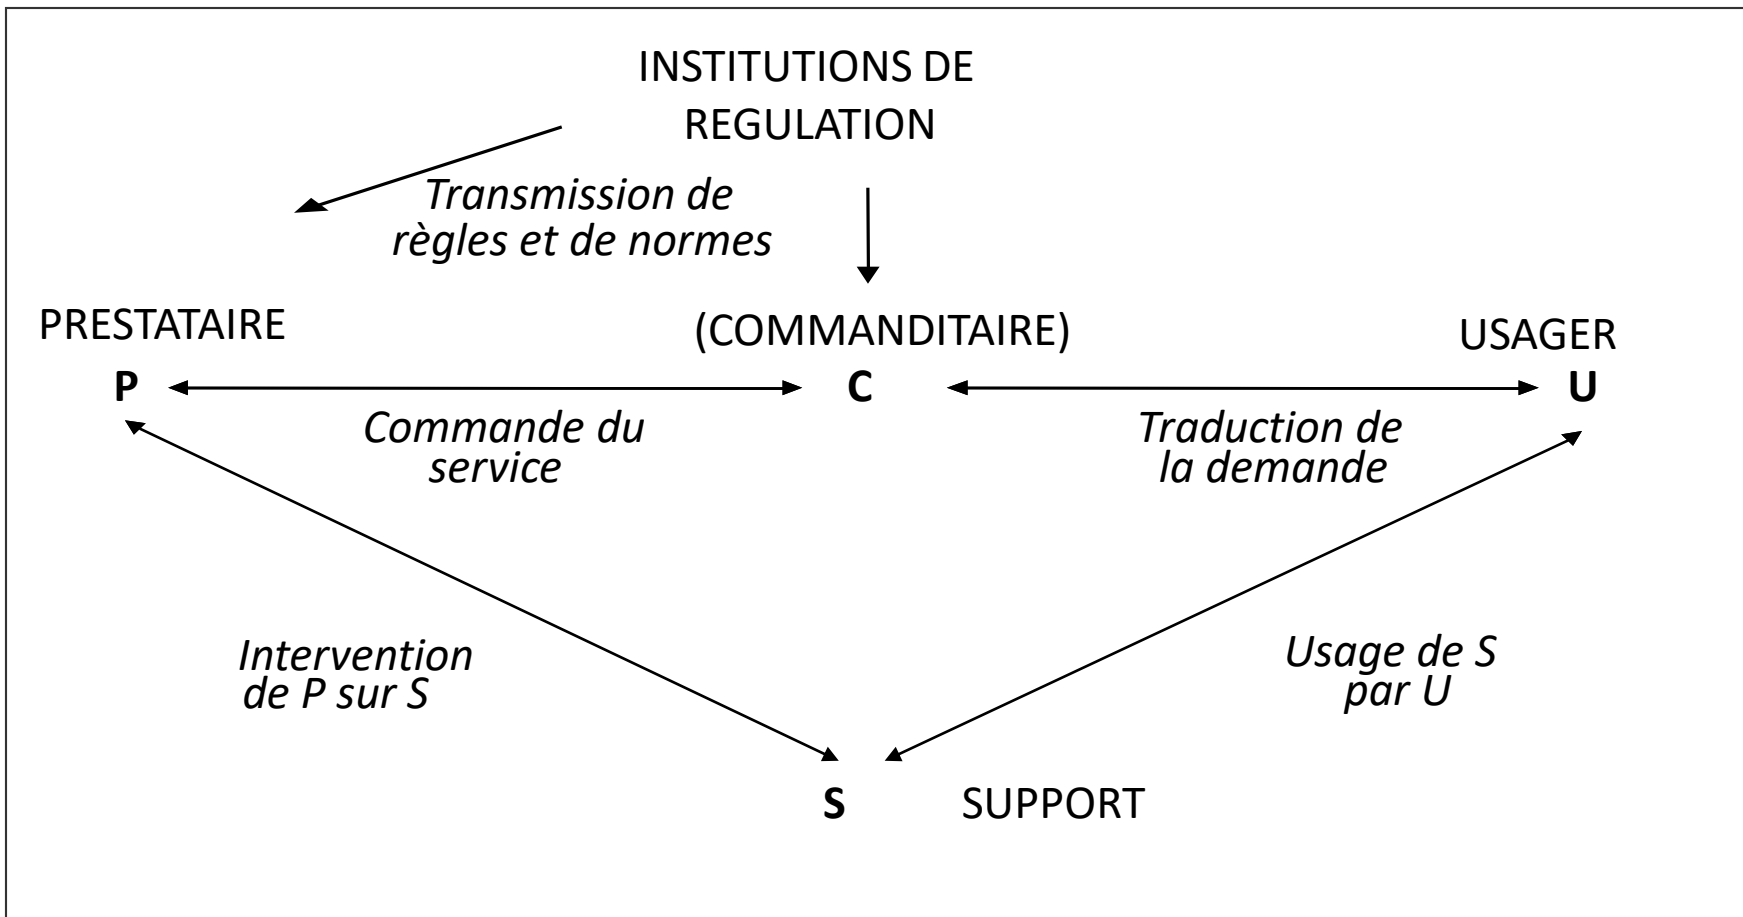 INSTITUTIONS DE
REGULATION
Transmission de
règles et de normes
PRESTATAIRE
(COMMANDITAIRE)
USAGER
P
C
U
Commande du
service
Traduction de
la demande
Intervention
de P sur S
Usage de S
par U
S
SUPPORT